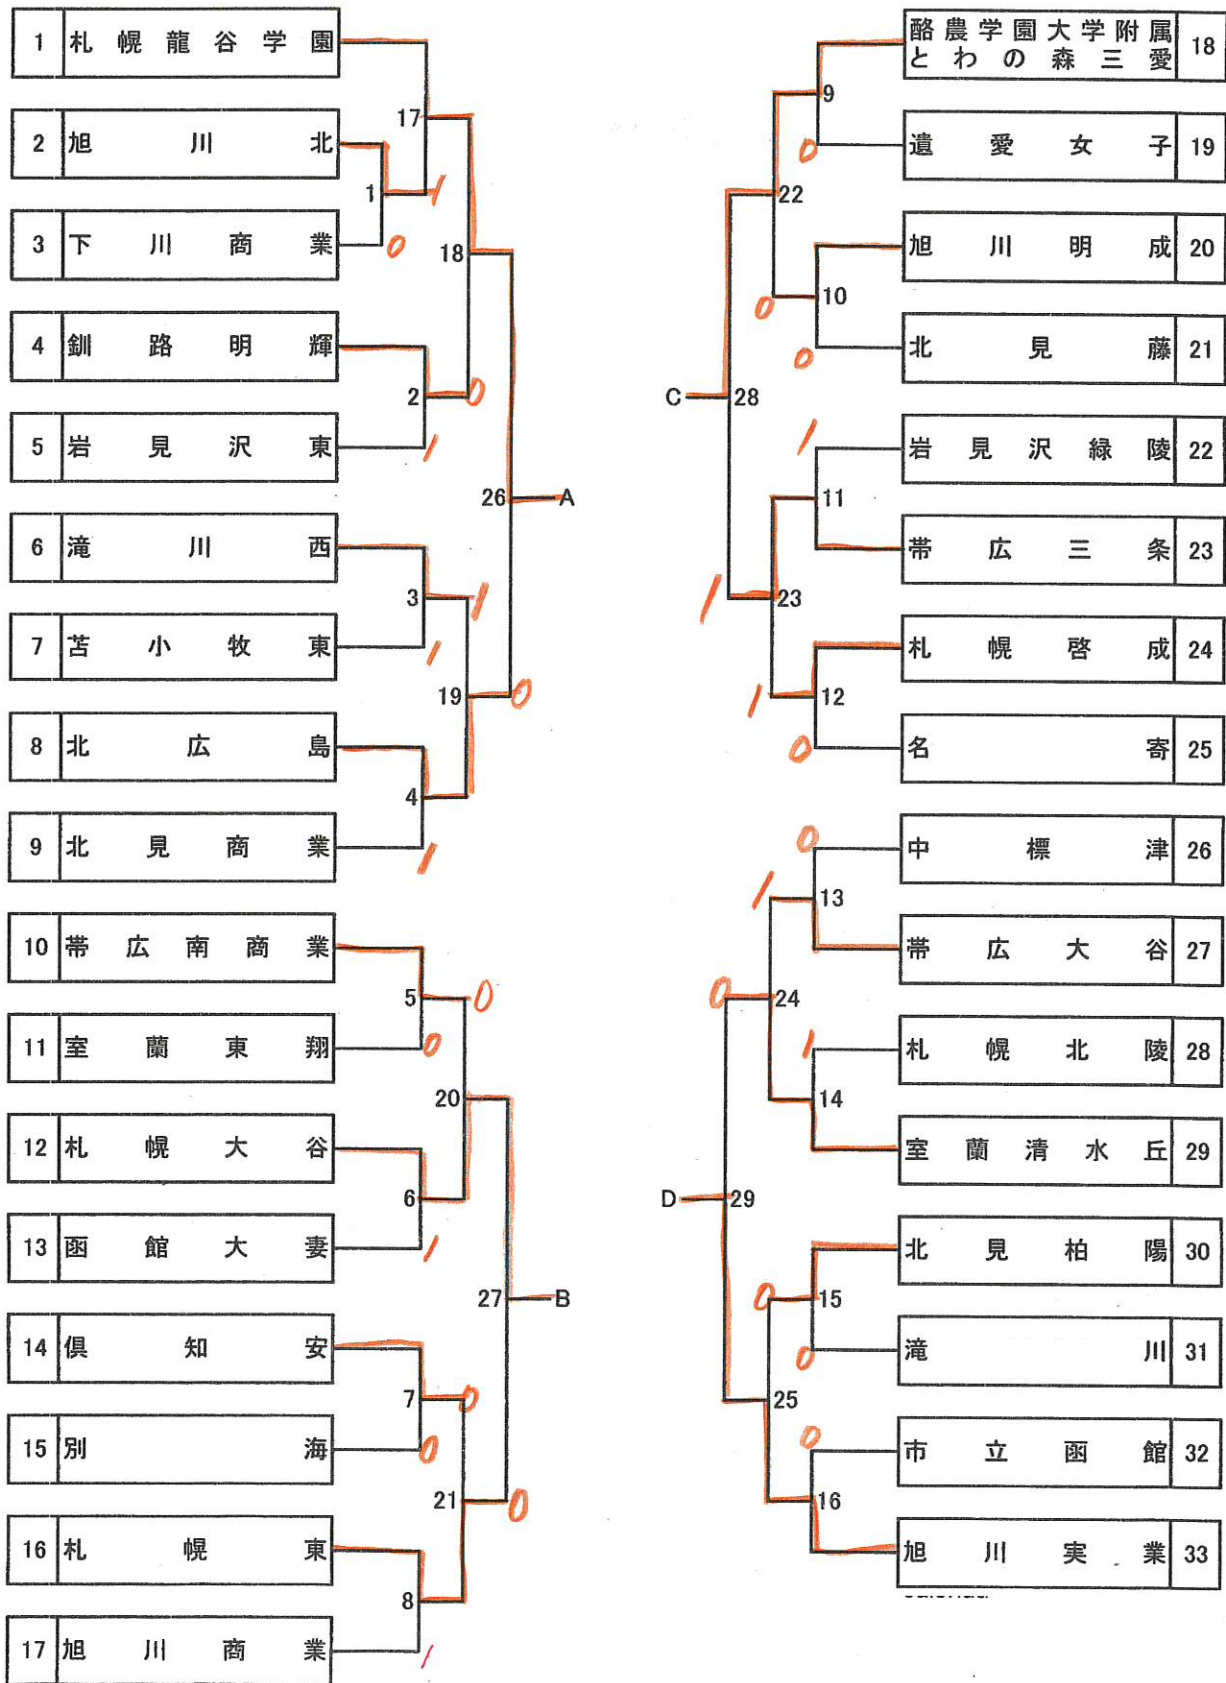 1 札幌龍谷学園
17
2 旭川北
1
1
3 下川商業
0
18
4 釧路明輝
2
0
5 岩見沢東
1
26
A
6 滝川西
3
1
7 苫小牧東
1
19
0
8 北広島
4
9 北見商業
1
10 帯広南商業
5
0
11 室蘭東翔
0
20
12 札幌大谷
6
13 函館大妻
1
27
B
14 倶知安
7
0
15 別海
0
21
0
16 札幌東
8
17 旭川商業
1
酪農学園大学附属
とわの森三愛
18
9
0
遺愛女子 19
22
旭川明成 20
0
10
0
北見藤 21
C
28
1
岩見沢緑陵 22
11
帯広三条 23
1
23
札幌啓成 24
1
12
0
名寄 25
0
中標津 26
1
13
帯広大谷 27
0
24
1
札幌北陵 28
14
室蘭清水丘 29
D
29
北見柏陽 30
0
15
0
滝川 31
25
0
市立函館 32
16
旭川実業 33